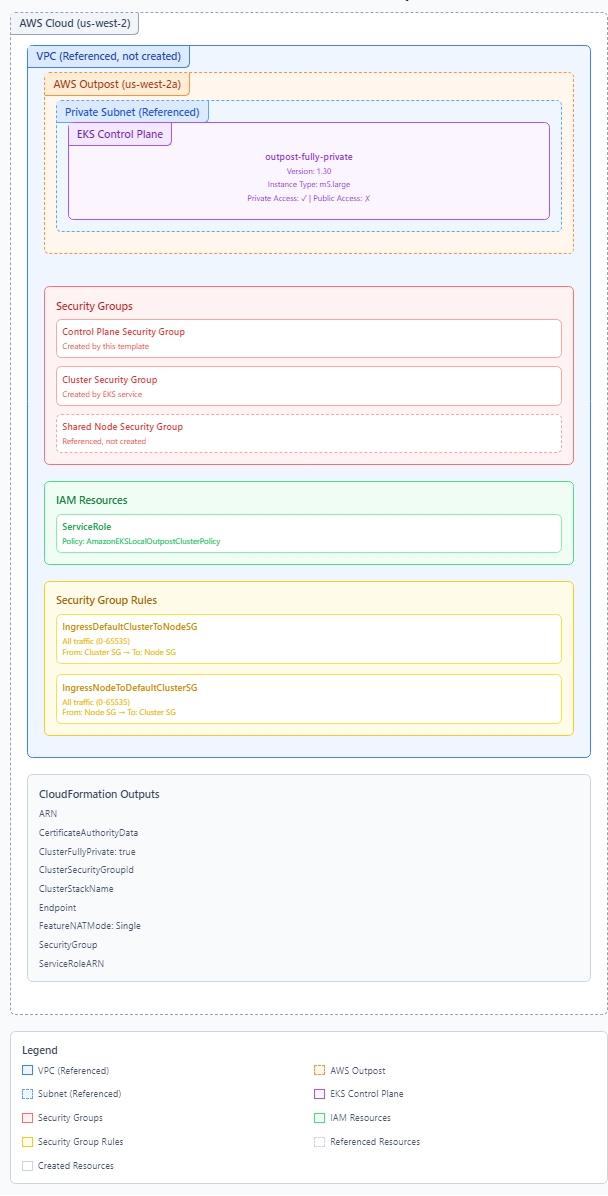 AWS Cloud (us-west-2)
VPC (Referenced, not created)
AWS Outpost (us-west-2a)
Private Subnet (Referenced)
EKS Control Plane
outpost-fully-private
Version: 1.30
Instance Type: m5.large
Private Access: ✓ | Public Access: ✗
Security Groups
Control Plane Security Group
Created by this template
Cluster Security Group
Created by EKS service
Shared Node Security Group
Referenced, not created
IAM Resources
ServiceRole
Policy: AmazonEKSLocalOutpostClusterPolicy
Security Group Rules
IngressDefaultClusterToNodeSG
All traffic (0-65535)
From: Cluster SG → To: Node SG
IngressNodeToDefaultClusterSG
All traffic (0-65535)
From: Node SG → To: Cluster SG
CloudFormation Outputs
ARN
CertificateAuthorityData
ClusterFullyPrivate: true
ClusterSecurityGroupId
ClusterStackName
Endpoint
FeatureNATMode: Single
SecurityGroup
ServiceRoleARN
Legend
VPC (Referenced)
AWS Outpost
Subnet (Referenced)
EKS Control Plane
Security Groups
IAM Resources
Security Group Rules
Referenced Resources
Created Resources